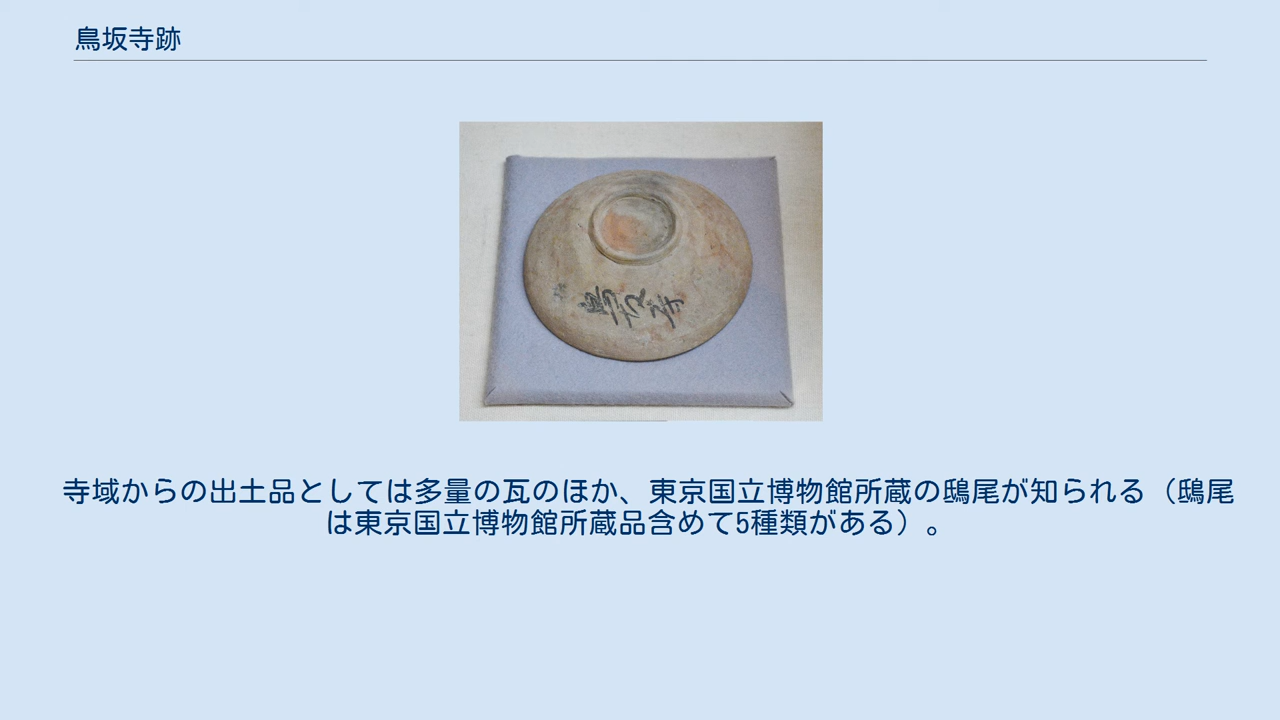 鳥坂寺跡
鳥坂寺
寺域からの出土品としては多量の瓦のほか、東京国立博物館所蔵の鴟尾が知られる（鴟尾
は東京国立博物館所蔵品含めて5種類がある）。